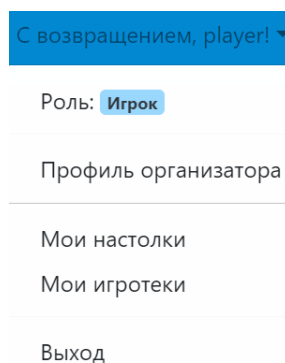 С возвращением, player!
Роль: Игрок
Профиль организатора
Мои настолки
Мои игротеки
Выход